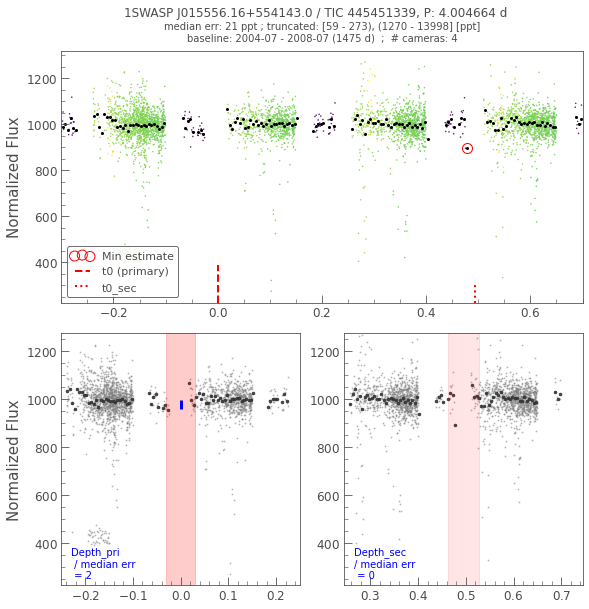 1SWASP J015556.16+554143.0 / TIC 445451339, P: 4.004664 d
median err: 21 ppt ; truncated: [59 - 273), (1270 - 13998] [ppt]
baseline: 2004-07 - 2008-07 (1475 d) ; # cameras: 4
Normalized Flux
1200
1000
800
600
400
Min estimate
t0 (primary)
t0_sec
−0.2
0.0
0.2
0.4
0.6
Normalized Flux
1200
1000
800
600
400
Depth_pri
/ median err
= 2
−0.2
−0.1
0.0
0.1
0.2
1200
1000
800
600
400
Depth_sec
/ median err
= 0
0.3
0.4
0.5
0.6
0.7